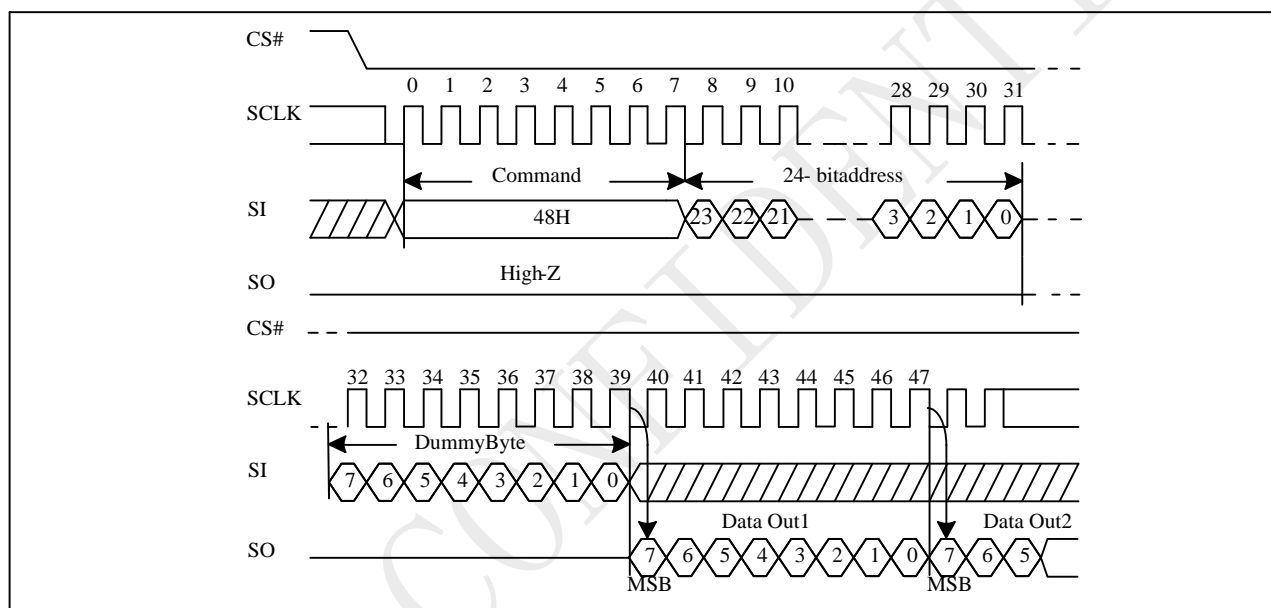 CS#
0 1 2 3 4 5 6 7 8 9 10 28 29 30 31
SCLK
Command 24- bitaddress
SI 48H 23 22 21 3 2 1 0
SO High-Z
CS#
32 33 34 35 36 37 38 39 40 41 42 43 44 45 46 47
SCLK
DummyByte
SI 7 6 5 4 3 2 1 0
Data Out1 Data Out2
SO 7 6 5 4 3 2 1 0 7 6 5
MSB MSB
CONFIDENT